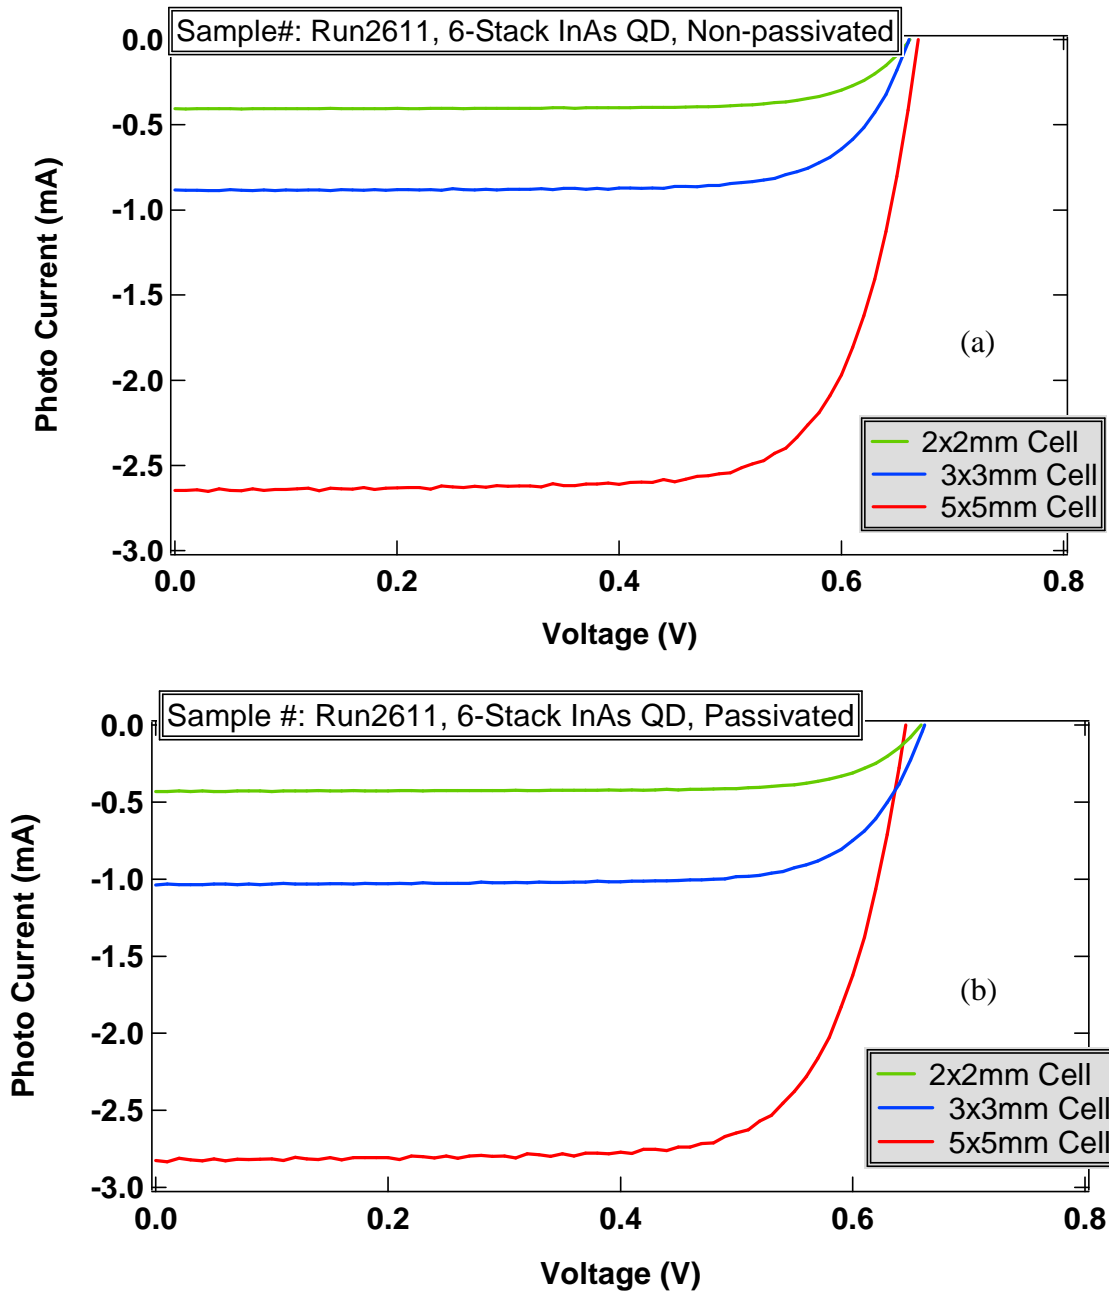 Sample#: Run2611, 6-Stack InAs QD, Non-passivated
0.0
-0.5
-1.0
-1.5
-2.0
-2.5
-3.0
Photo Current (mA)
(a)
2x2mm Cell
3x3mm Cell
5x5mm Cell
0.0 0.2 0.4 0.6 0.8
Voltage (V)
Sample #: Run2611, 6-Stack InAs QD, Passivated
0.0
-0.5
-1.0
-1.5
-2.0
-2.5
-3.0
Photo Current (mA)
(b)
2x2mm Cell
3x3mm Cell
5x5mm Cell
0.0 0.2 0.4 0.6 0.8
Voltage (V)